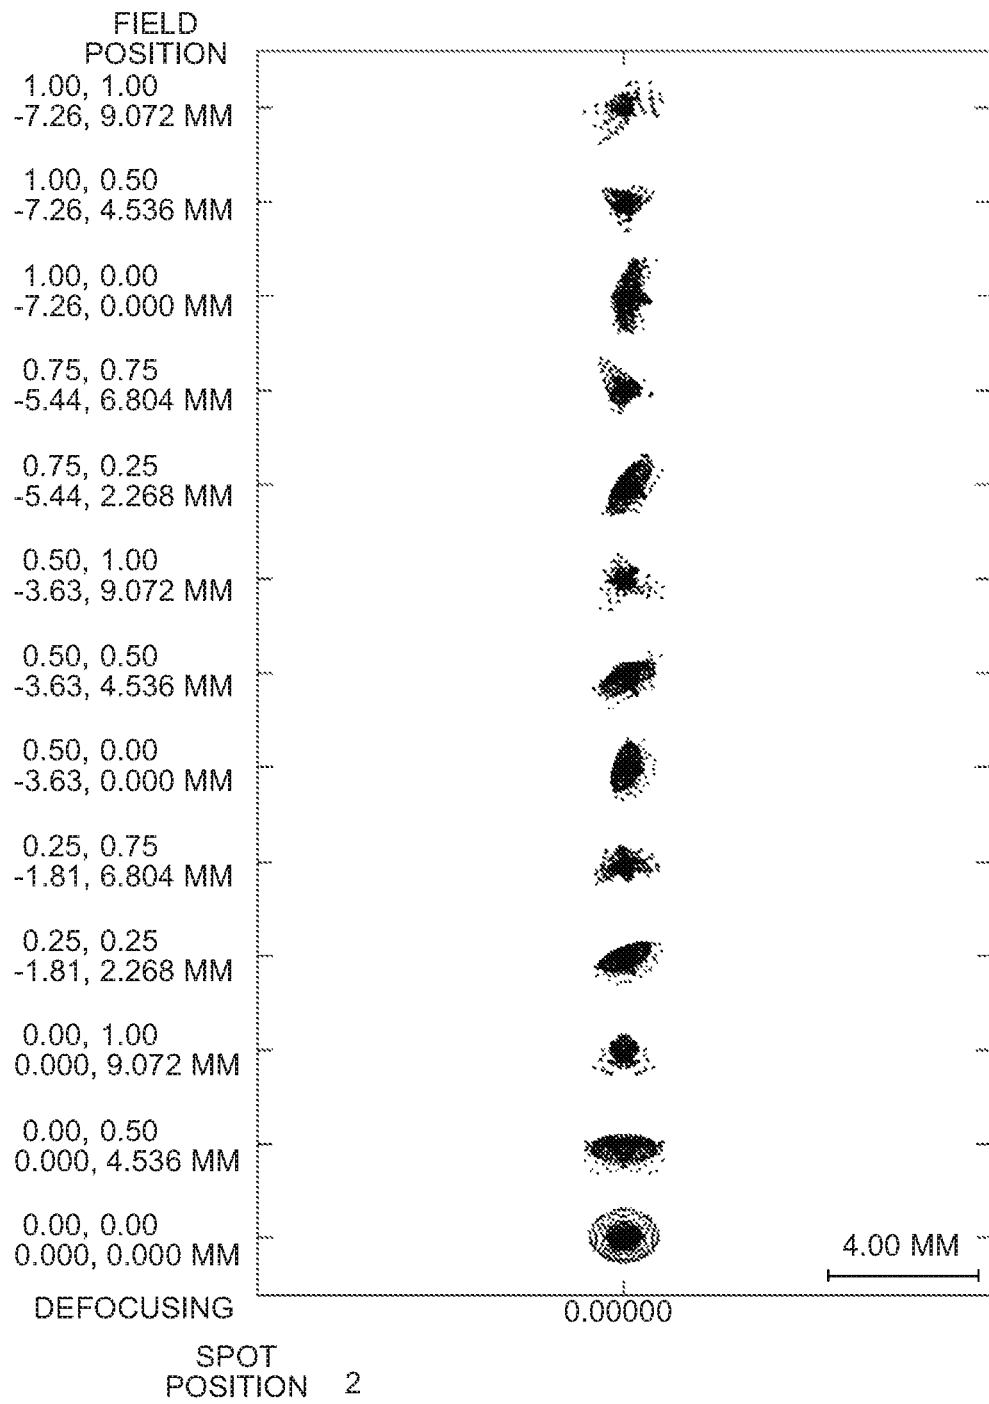 FIELD
POSITION
1.00, 1.00
-7.26, 9.072 MM
1.00, 0.50
-7.26, 4.536 MM
1.00, 0.00
-7.26, 0.000 MM
0.75, 0.75
-5.44, 6.804 MM
0.75, 0.25
-5.44, 2.268 MM
0.50, 1.00
-3.63, 9.072 MM
0.50, 0.50
-3.63, 4.536 MM
0.50, 0.00
-3.63, 0.000 MM
0.25, 0.75
-1.81, 6.804 MM
0.25, 0.25
-1.81, 2.268 MM
0.00, 1.00
0.000, 9.072 MM
0.00, 0.50
0.000, 4.536 MM
0.00, 0.00
0.000, 0.000 MM
4.00 MM
DEFOCUSING 0.00000
SPOT
POSITION 2